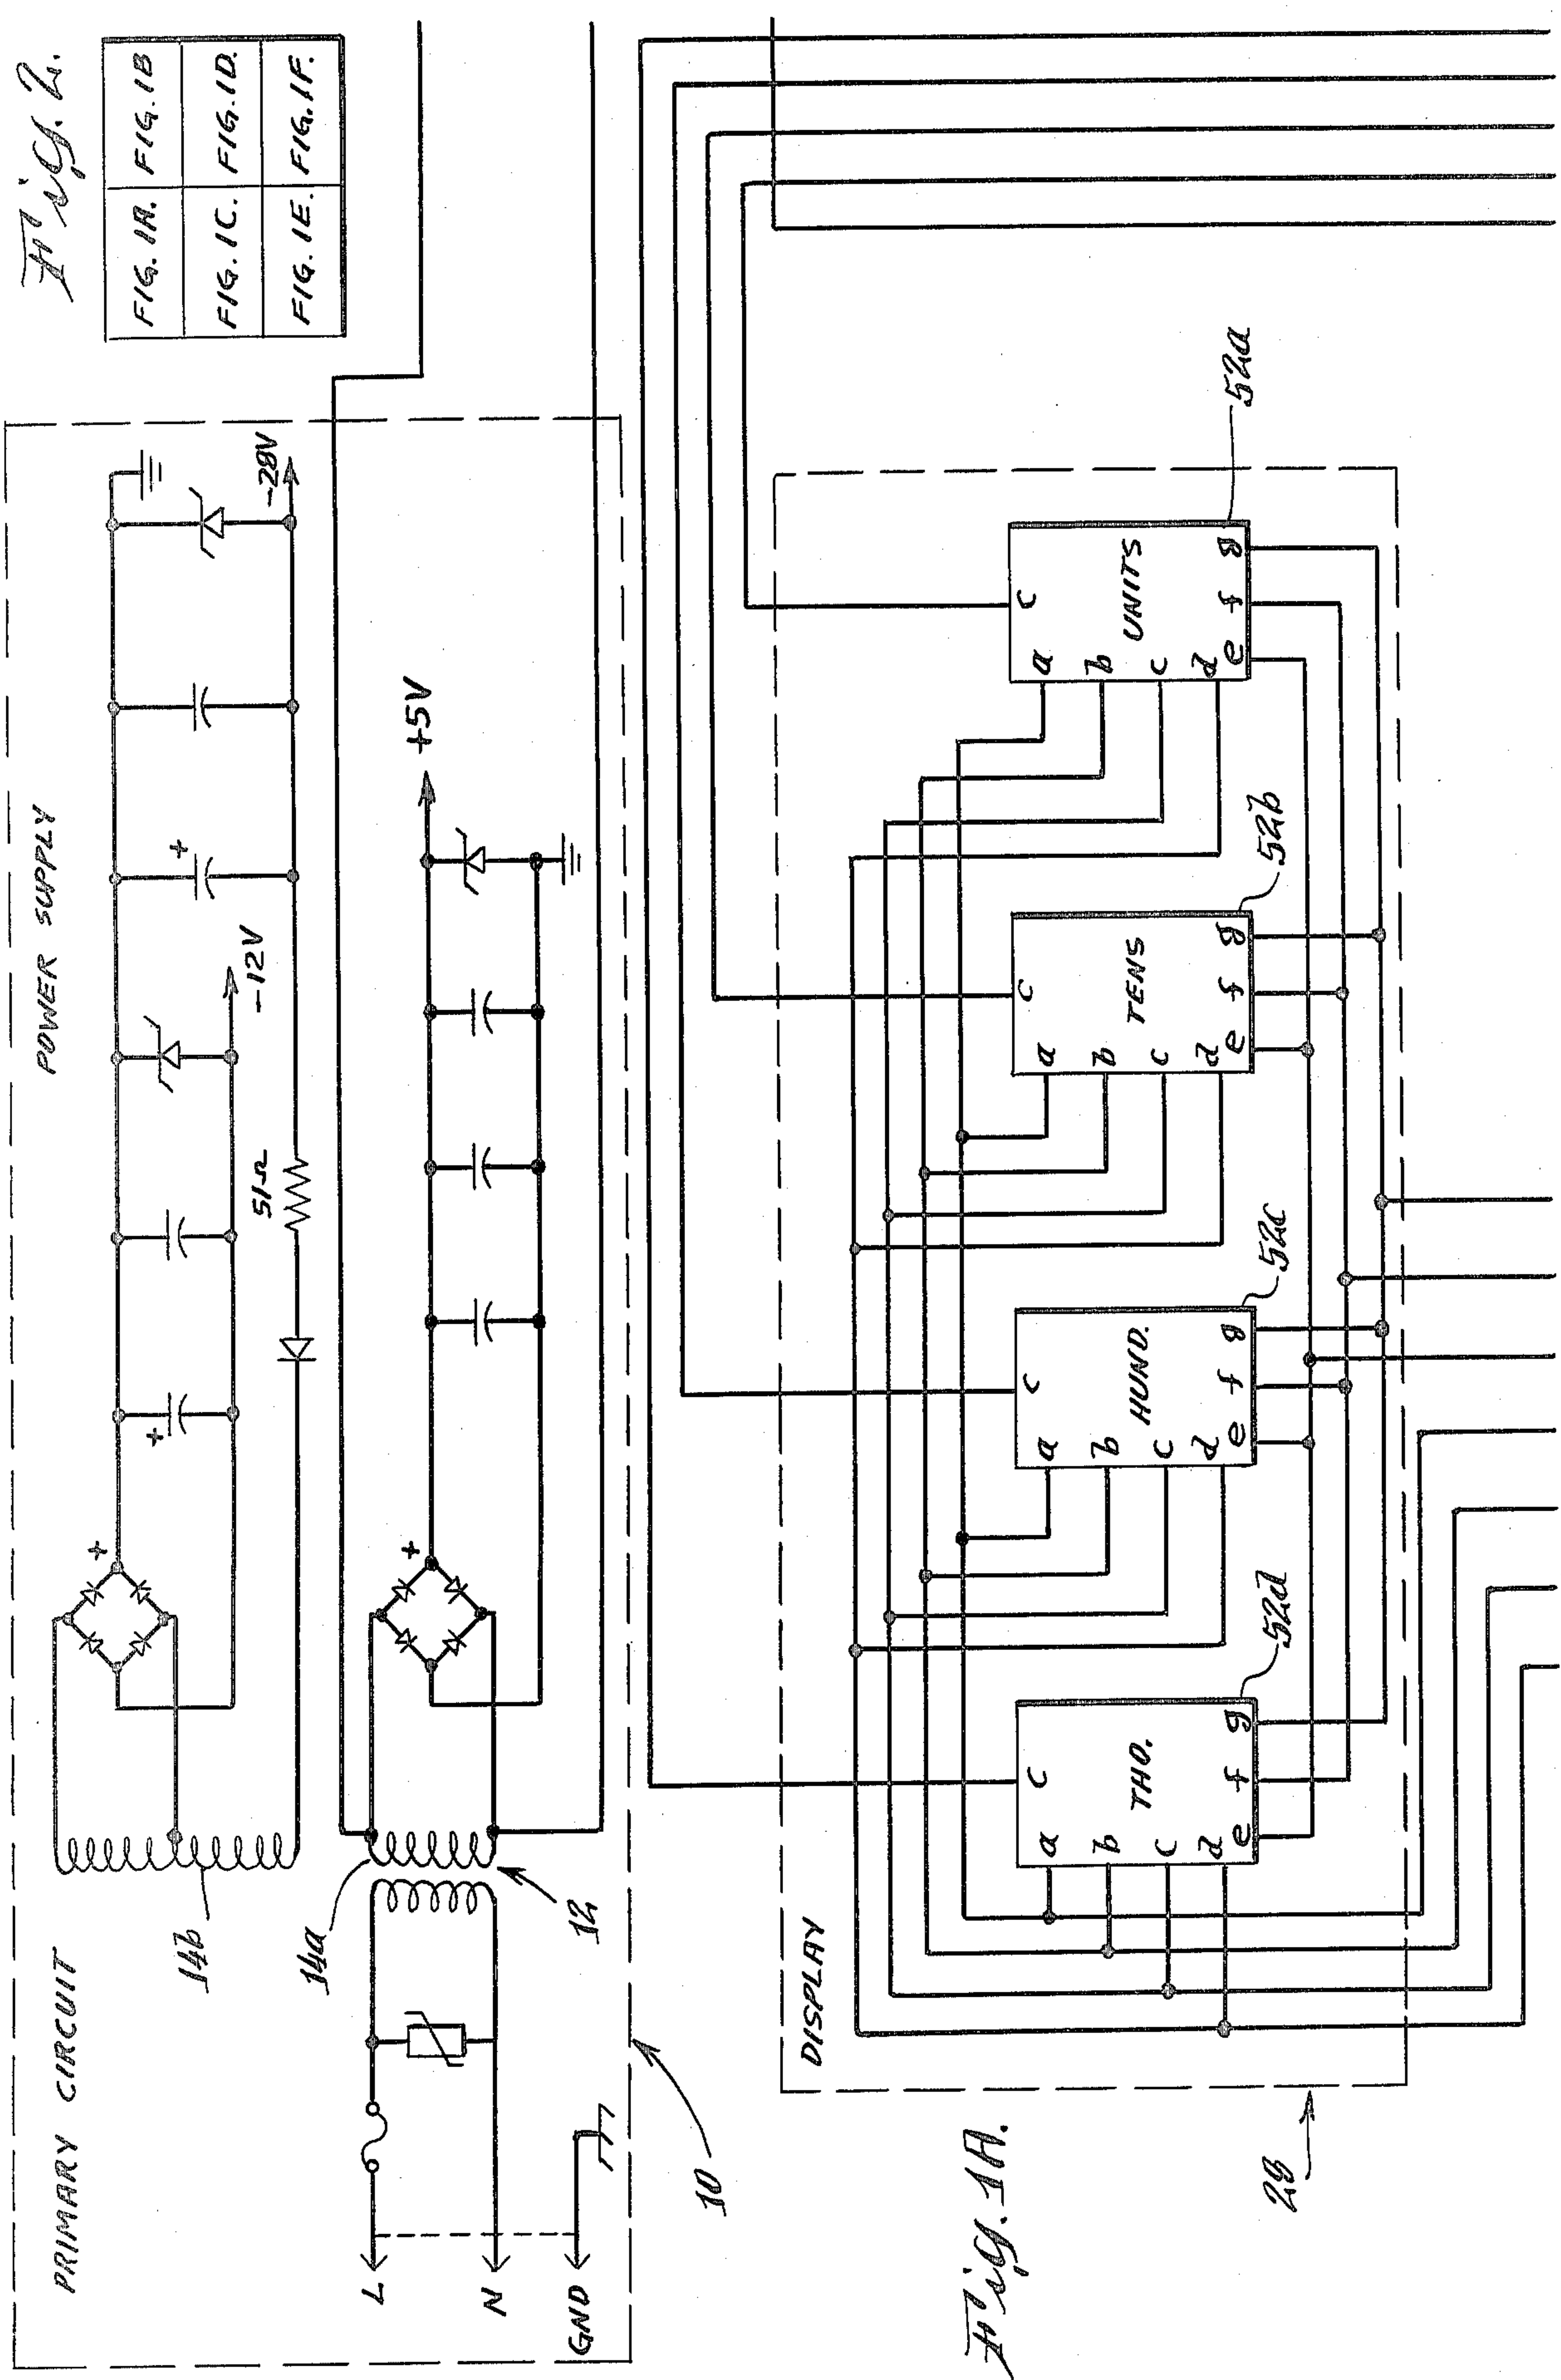 Fig. 2.
FIG. 1A. FIG. 1B
FIG. 1C. FIG. 1D.
FIG. 1E. FIG. 1F.
PRIMARY CIRCUIT
POWER SUPPLY
14b
+
+
-12V
51Ω
+
-28V
14a
12
+
+5V
L
N
GND
10
Fig. 1A.
DISPLAY
28
C
a
b
c
d
e f g
THO.
52d
C
a
b
c
d
e f g
HUND.
52c
C
a
b
c
d
e f g
TENS
52b
C
a
b
c
d
e f g
UNITS
52a